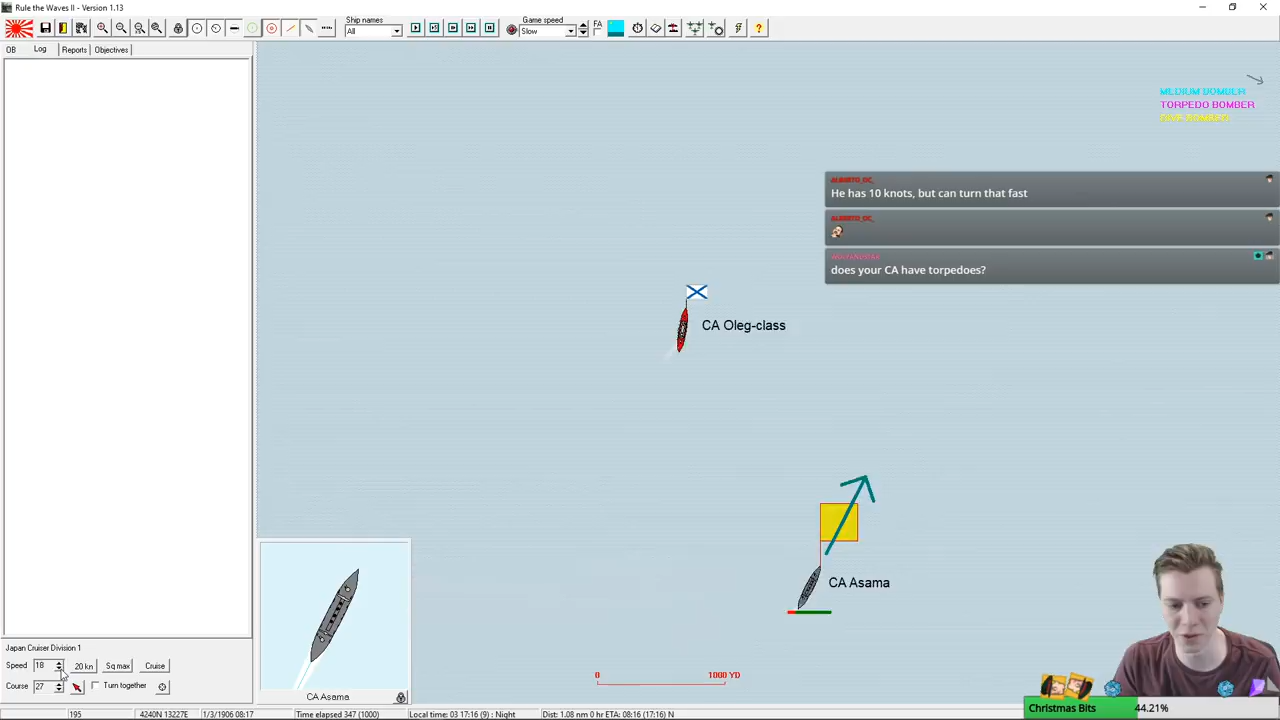 Rule the Waves II - Version 1.13
Ship names
All
Game speed
Slow
FA
OB
Log
Reports
Objectives
MEDIUM BOMBER
TORPEDO BOMBER
DIVE BOMBER
He has 10 knots, but can turn that fast
does your CA have torpedoes?
CA Oleg-class
CA Asama
CA Asama
Japan Cruiser Division 1
Speed
18
20 kn
Sq max
Cruise
Course
27
Turn together
0
1000 YD
195
4240N 13227E
1/3/1906 08:17
Time elapsed 347 (1000)
Local time: 03 17:16 (9) : Night
Dist: 1.08 nm 0 hr ETA: 08:16 (17:16) N
Christmas Bits
44.21%